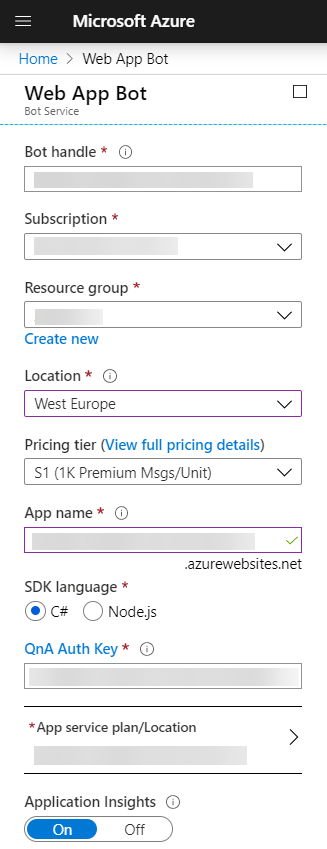 Microsoft Azure
Home > Web App Bot
Web App Bot
Bot Service
Bot handle *
Subscription *
Resource group *
Create new
Location *
West Europe
Pricing tier (View full pricing details)
S1 (1K Premium Msgs/Unit)
App name *
.azurewebsites.net
SDK language *
C# Node.js
QnA Auth Key *
*App service plan/Location
Application Insights
On Off